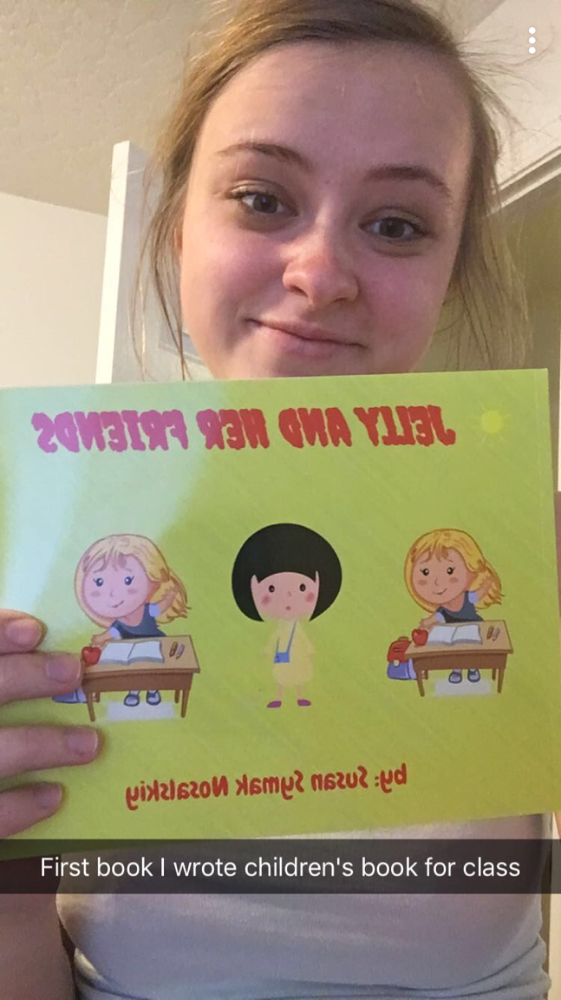 JELLY AND HER FRIENDS
by: Susan Symak Nosalskiy
First book I wrote children's book for class